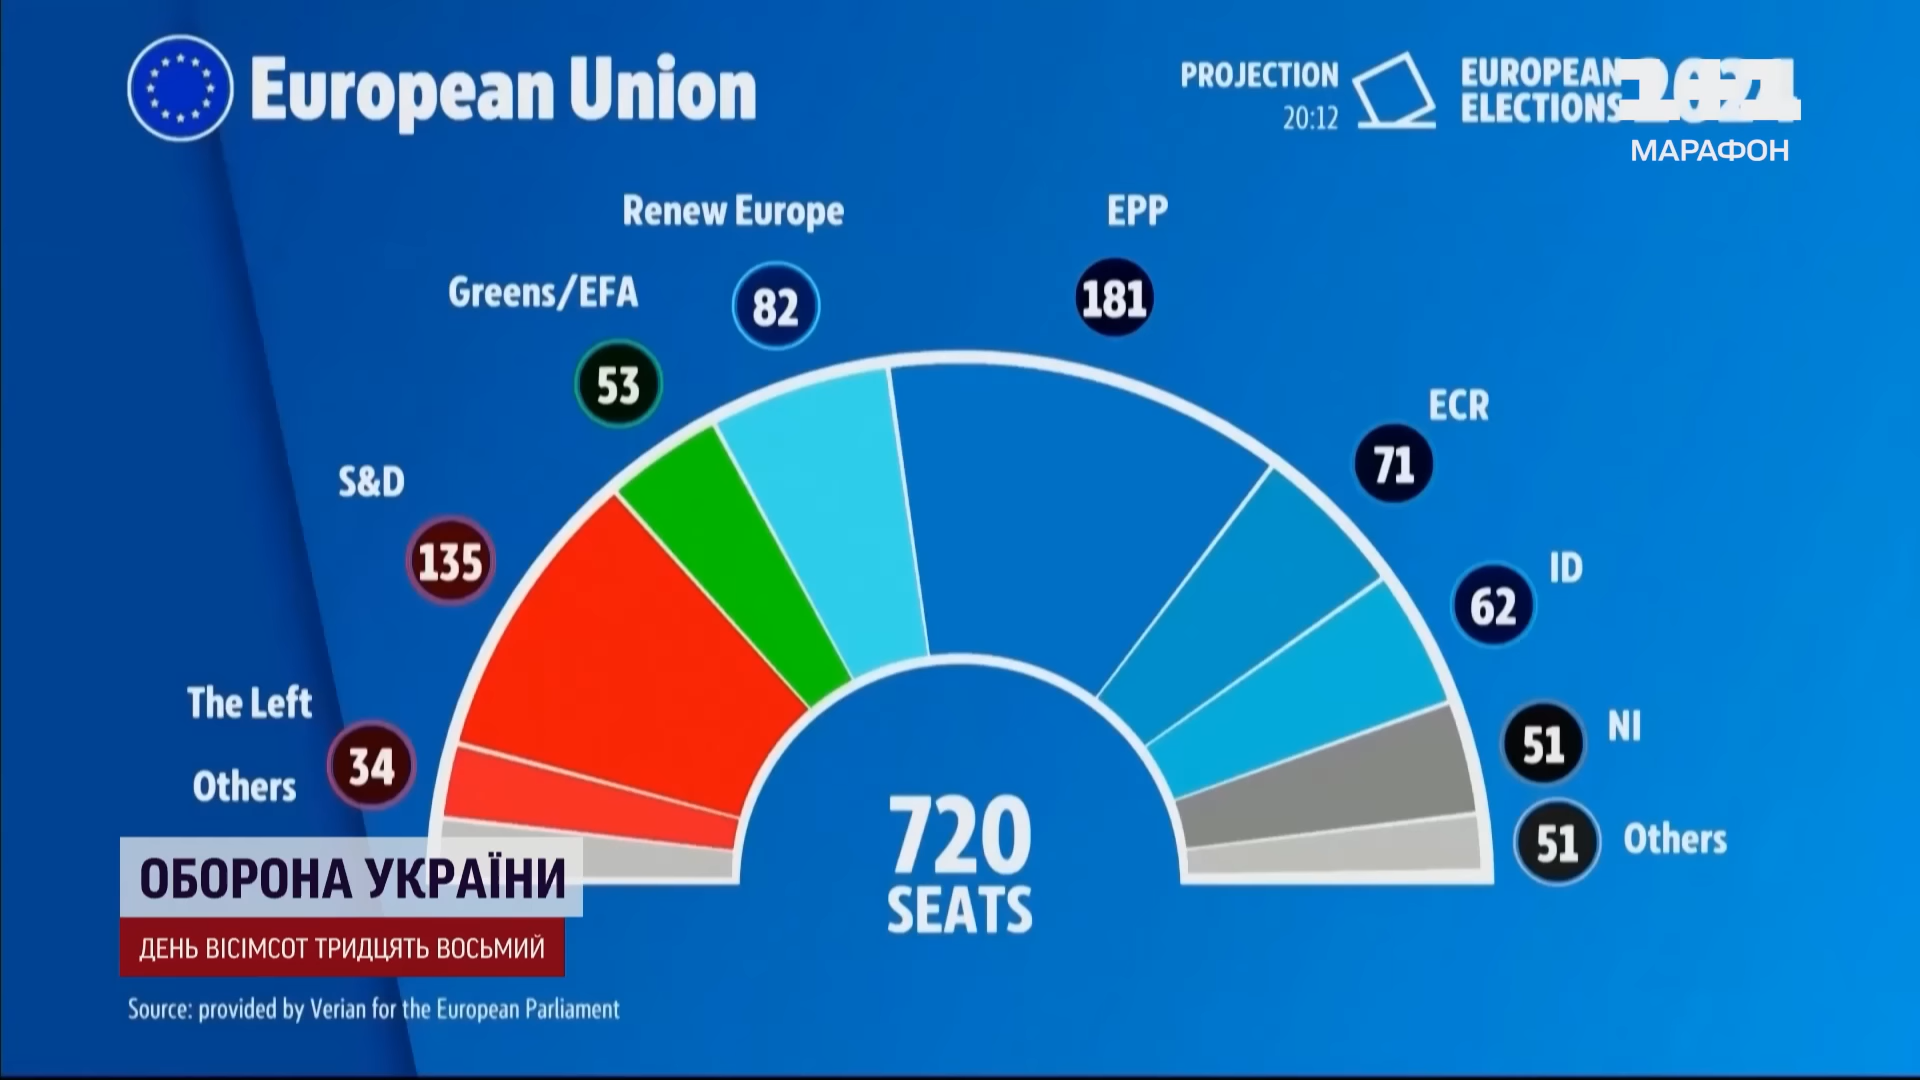 European Union
PROJECTION
20:12
EUROPEAN
ELECTIONS
МАРАФОН
Renew Europe
82
EPP
181
Greens/EFA
53
ECR
71
S&D
135
ID
62
The Left
34
Others
NI
51
51
Others
720
SEATS
ОБОРОНА УКРАЇНИ
ДЕНЬ ВІСІМСОТ ТРИДЦЯТЬ ВОСЬМИЙ
Source: provided by Verian for the European Parliament